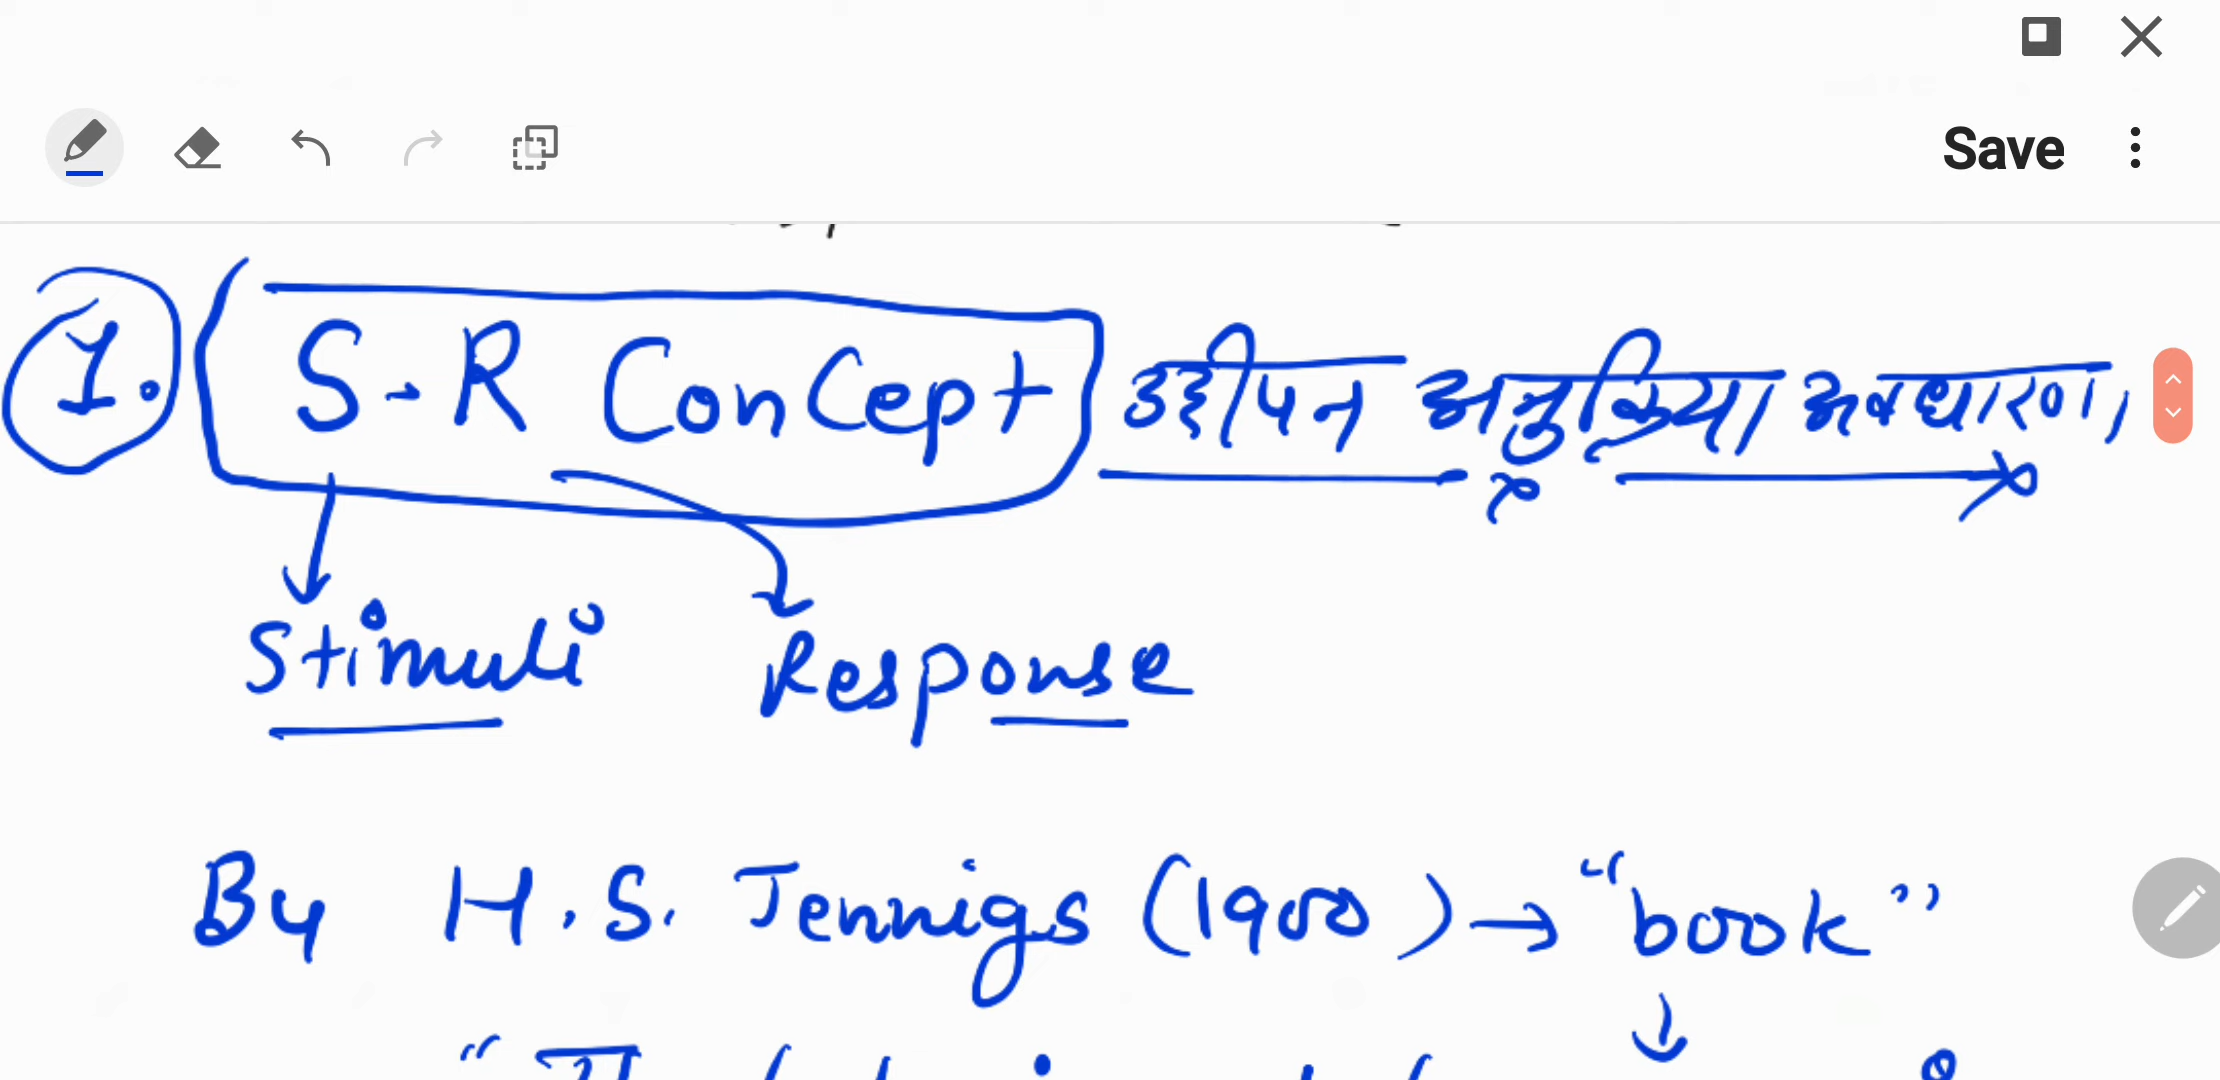 Save
1. S-R Concept उद्दीपन अनुक्रिया अवधारणा
Stimuli Response
By H.S. Jennigs (1900) → "book"